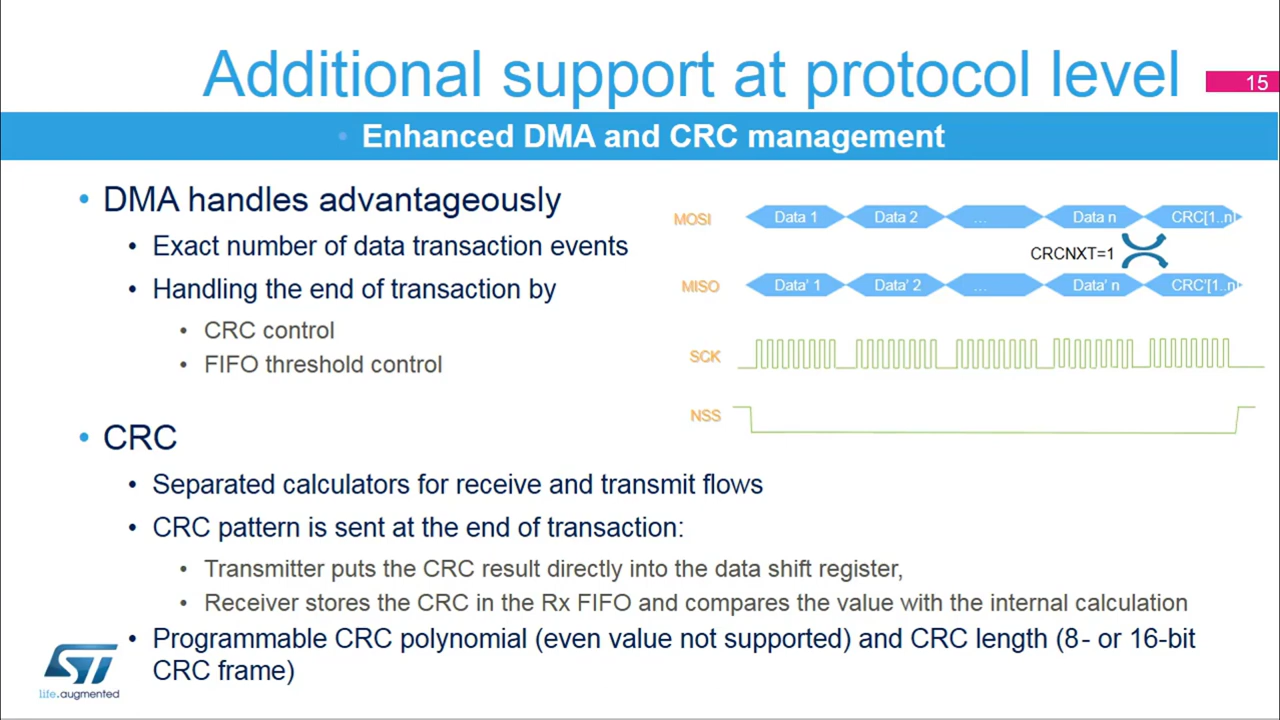 Additional support at protocol level
15
• Enhanced DMA and CRC management
• DMA handles advantageously
• Exact number of data transaction events
• Handling the end of transaction by
• CRC control
• FIFO threshold control
MOSI Data 1 Data 2 ... Data n CRC[1..n]
CRCNXT=1
MISO Data' 1 Data' 2 ... Data' n CRC'[1..n]
SCK
NSS
• CRC
• Separated calculators for receive and transmit flows
• CRC pattern is sent at the end of transaction:
• Transmitter puts the CRC result directly into the data shift register,
• Receiver stores the CRC in the Rx FIFO and compares the value with the internal calculation
• Programmable CRC polynomial (even value not supported) and CRC length (8- or 16-bit
CRC frame)
ST
life.augmented